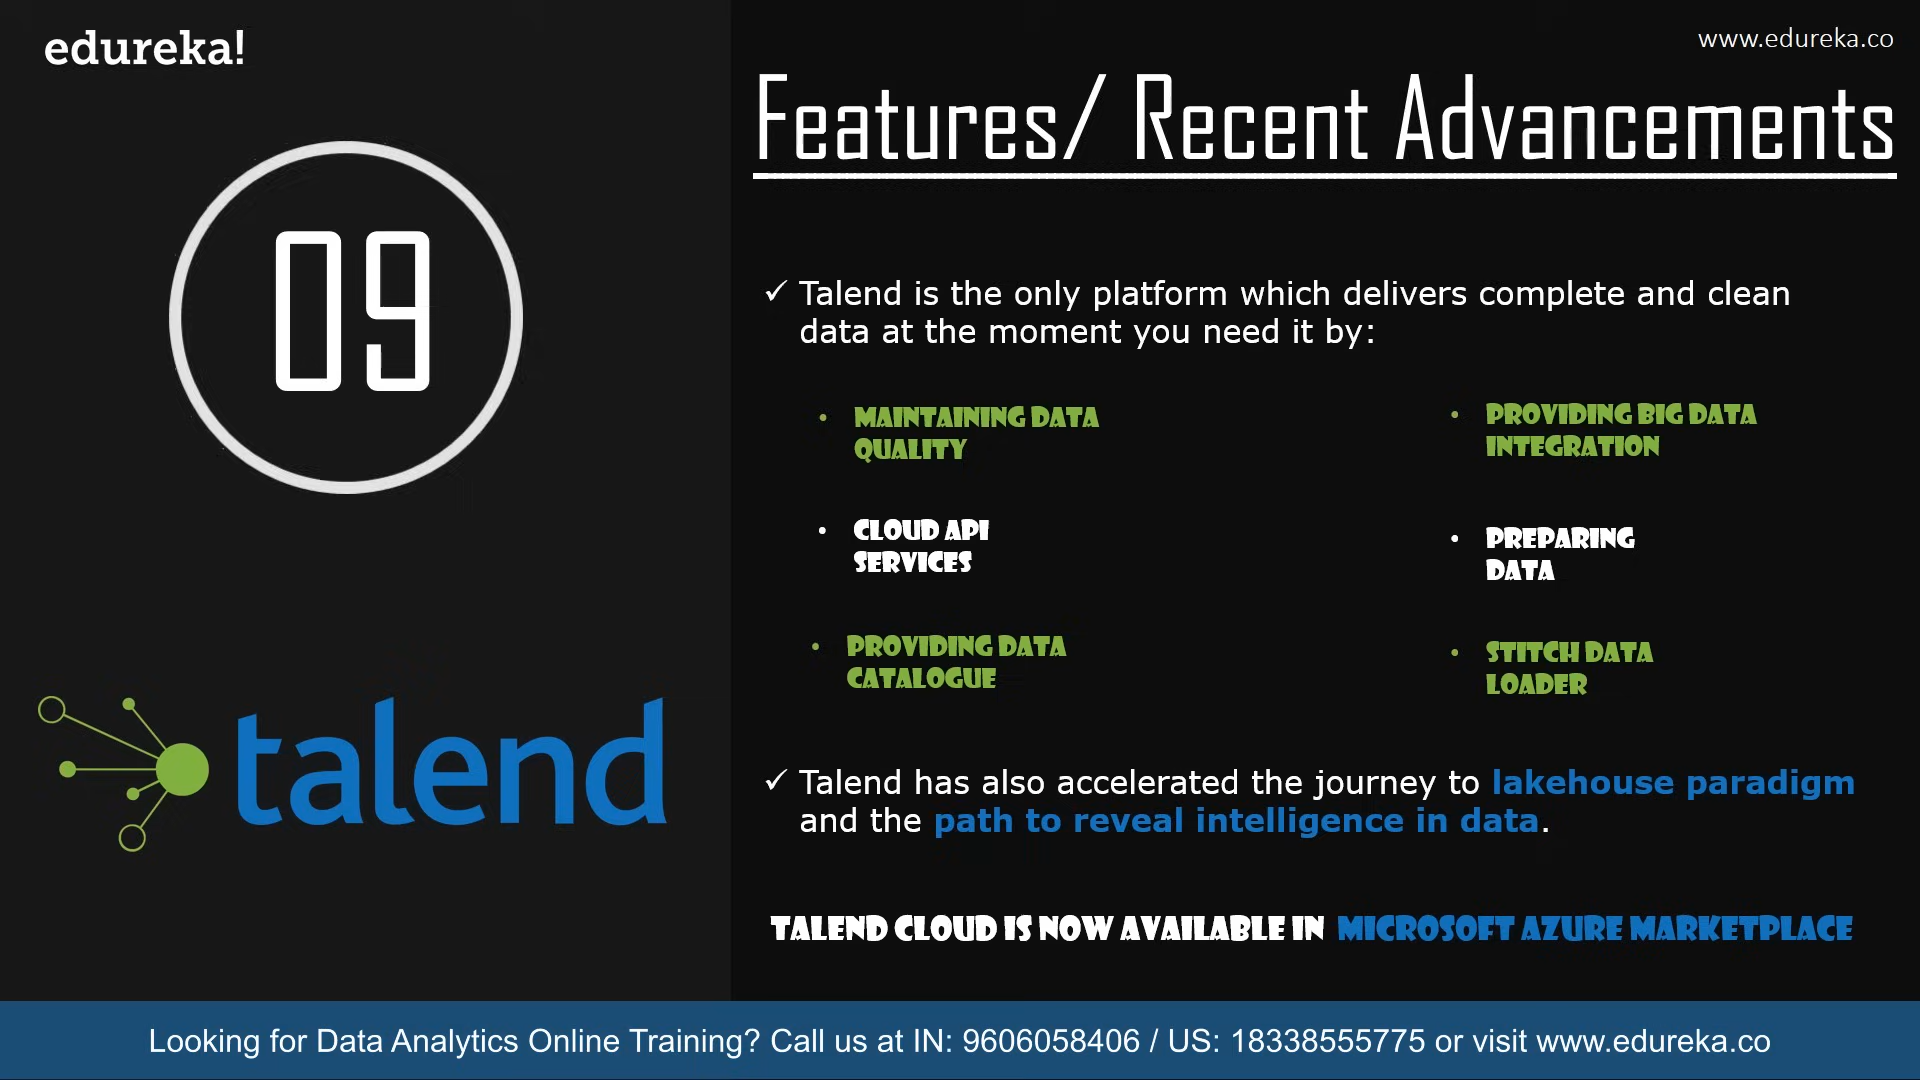 edureka!
www.edureka.co
Features/ Recent Advancements
09
✓ Talend is the only platform which delivers complete and clean
data at the moment you need it by:
• MAINTAINING DATA
QUALITY
• PROVIDING BIG DATA
INTEGRATION
• CLOUD API
SERVICES
• PREPARING
DATA
• PROVIDING DATA
CATALOGUE
• STITCH DATA
LOADER
talend
✓ Talend has also accelerated the journey to lakehouse paradigm
and the path to reveal intelligence in data.
TALEND CLOUD IS NOW AVAILABLE IN MICROSOFT AZURE MARKETPLACE
Looking for Data Analytics Online Training? Call us at IN: 9606058406 / US: 18338555775 or visit www.edureka.co